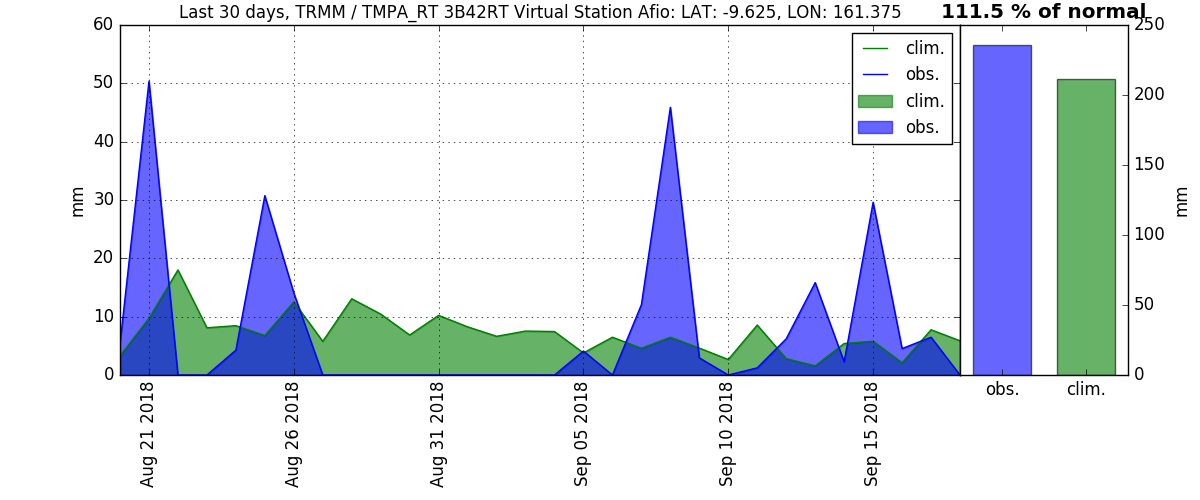 Last 30 days, TRMM / TMPA_RT 3B42RT Virtual Station Afio: LAT: -9.625, LON: 161.375
111.5 % of normal
60
50
40
30
20
10
0
mm
clim.
obs.
clim.
obs.
Aug 21 2018
Aug 26 2018
Aug 31 2018
Sep 05 2018
Sep 10 2018
Sep 15 2018
250
200
150
100
50
0
mm
obs.
clim.